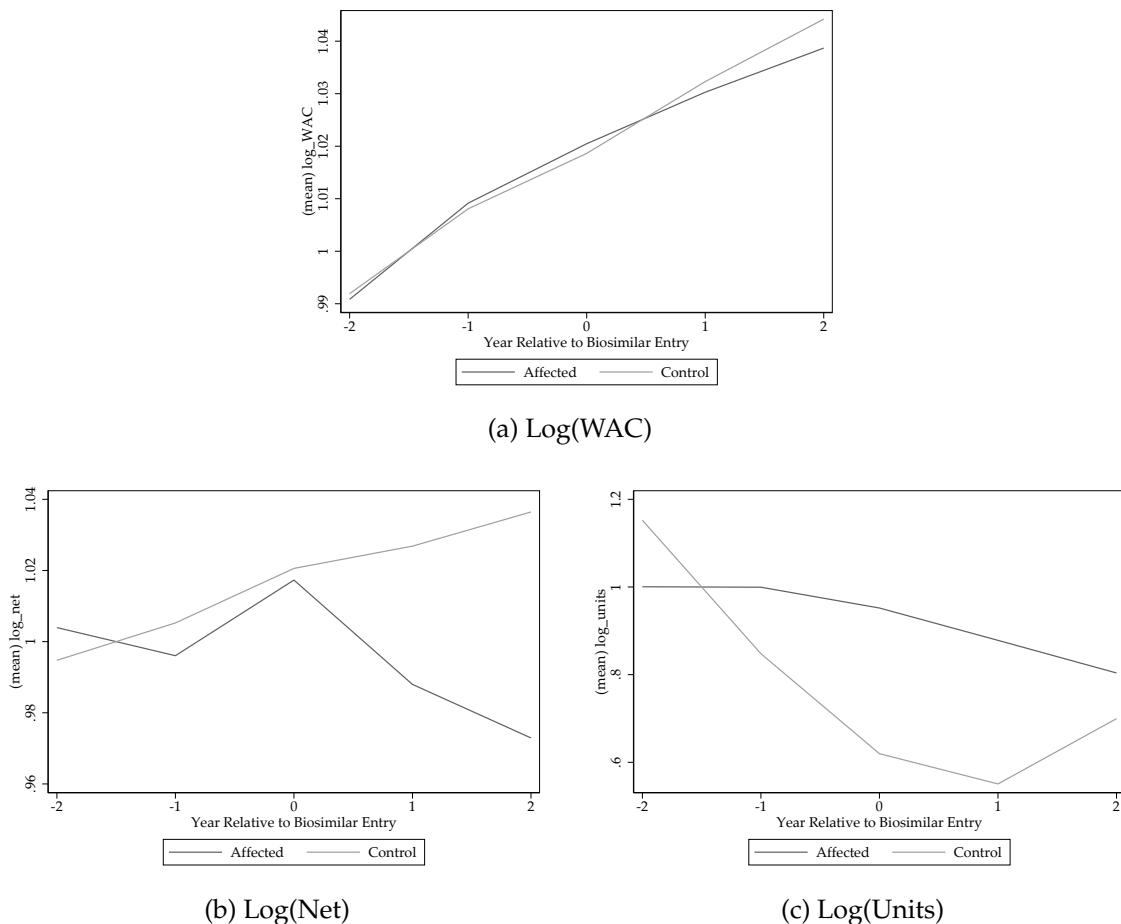 (mean) log_WAC
1.04
1.03
1.02
1.01
1
.99
-2 -1 0 1 2
Year Relative to Biosimilar Entry
Affected Control
(a) Log(WAC)
(mean) log_net
1.04
1.02
1
.98
.96
-2 -1 0 1 2
Year Relative to Biosimilar Entry
Affected Control
(b) Log(Net)
(mean) log_units
1.2
1
.8
.6
-2 -1 0 1 2
Year Relative to Biosimilar Entry
Affected Control
(c) Log(Units)